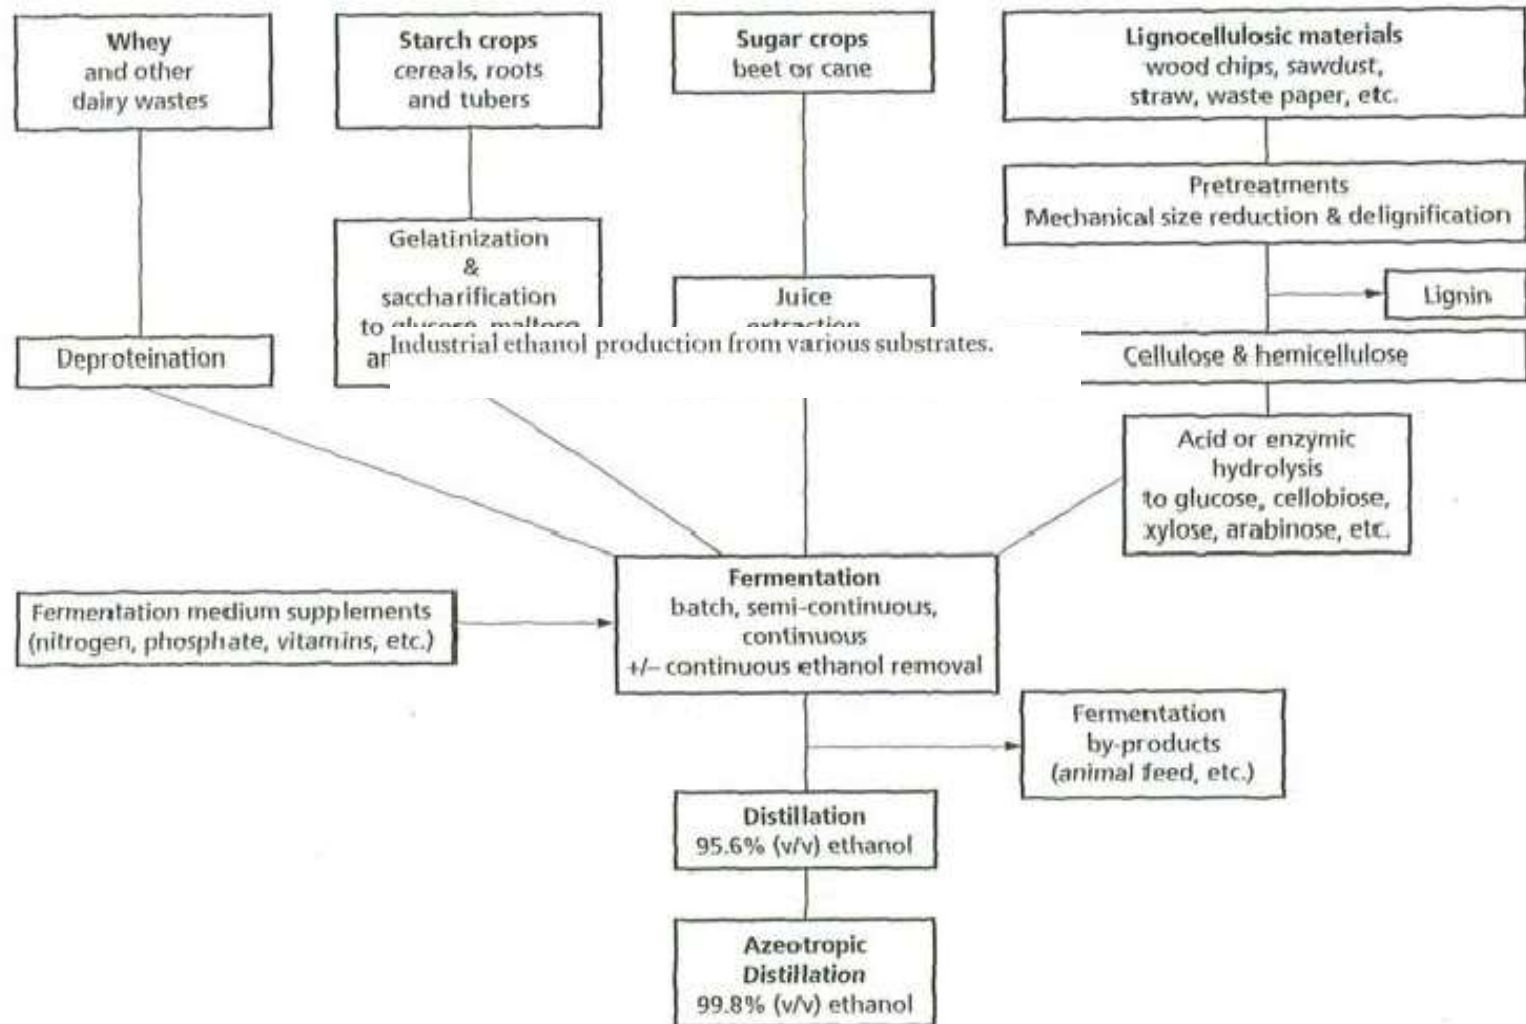 Whey
and other
dairy wastes
Starch crops
cereals, roots
and tubers
Sugar crops
beet or cane
Lignocellulosic materials
wood chips, sawdust,
straw, waste paper, etc.
Pretreatments
Mechanical size reduction & delignification
Gelatinization
&
saccharification
to glucose, maltose
Juice
extraction
Lignin
Industrial ethanol production from various substrates.
Deproteination
Cellulose & hemicellulose
Acid or enzymic
hydrolysis
to glucose, cellobiose,
xylose, arabinose, etc.
Fermentation
batch, semi-continuous,
continuous
+/– continuous ethanol removal
Fermentation medium supplements
(nitrogen, phosphate, vitamins, etc.)
Fermentation
by-products
(animal feed, etc.)
Distillation
95.6% (v/v) ethanol
Azeotropic
Distillation
99.8% (v/v) ethanol